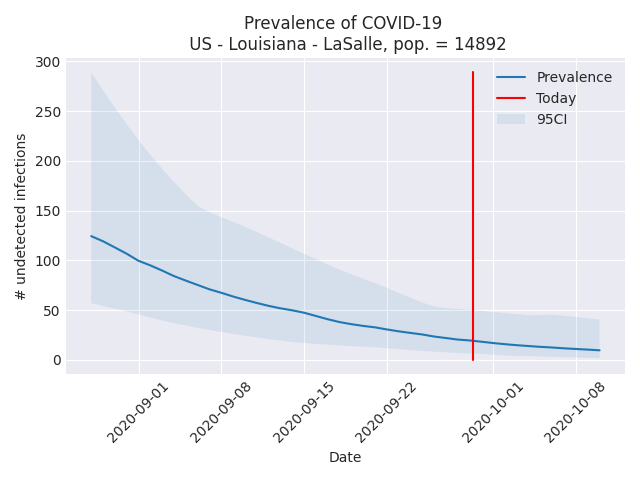 Prevalence of COVID-19
US - Louisiana - LaSalle, pop. = 14892
300
250
200
150
100
50
0
# undetected infections
Prevalence
Today
95CI
2020-09-01
2020-09-08
2020-09-15
2020-09-22
2020-10-01
2020-10-08
Date